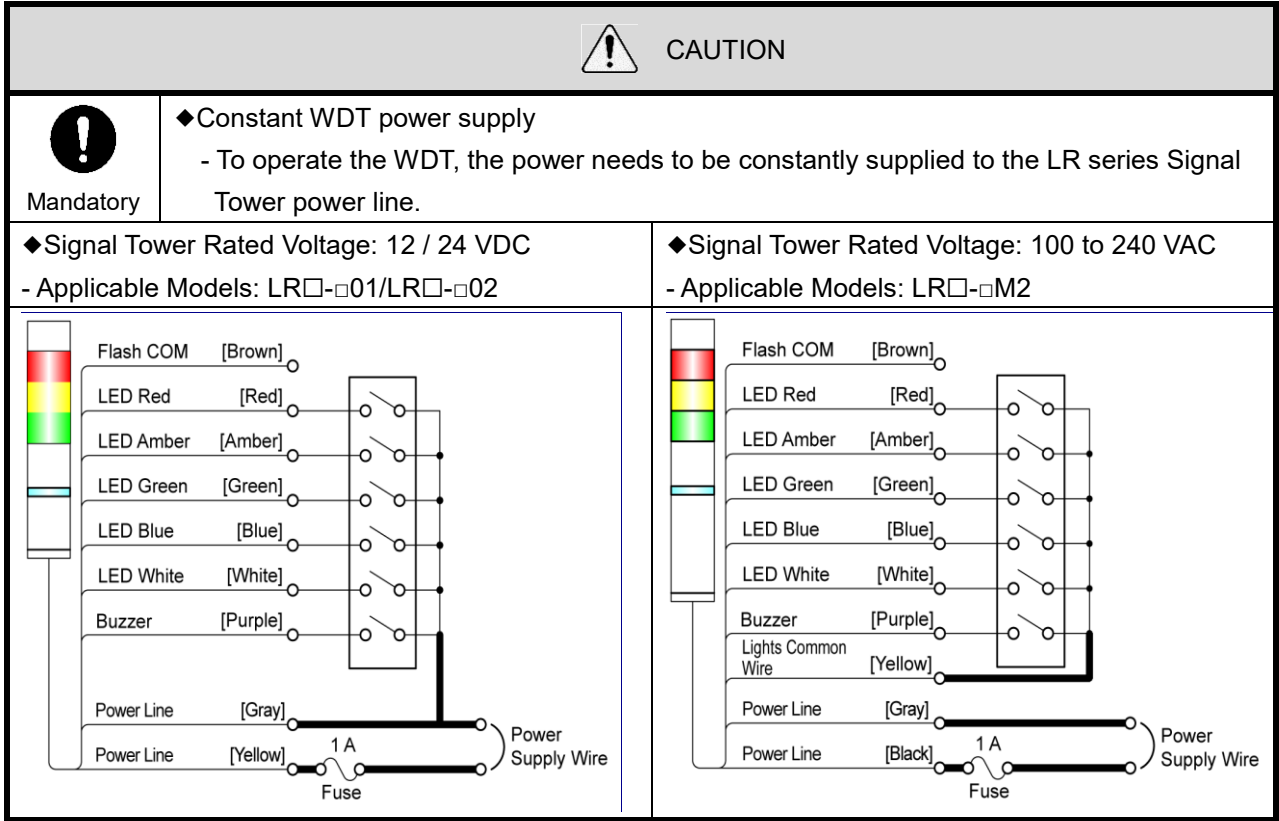 CAUTION
Mandatory
◆Constant WDT power supply
- To operate the WDT, the power needs to be constantly supplied to the LR series Signal
Tower power line.
◆Signal Tower Rated Voltage: 12 / 24 VDC
- Applicable Models: LR□-□01/LR□-□02
Flash COM [Brown]
LED Red [Red]
LED Amber [Amber]
LED Green [Green]
LED Blue [Blue]
LED White [White]
Buzzer [Purple]
Power Line [Gray]
Power Line [Yellow]
1 A
Fuse
Power
Supply Wire
◆Signal Tower Rated Voltage: 100 to 240 VAC
- Applicable Models: LR□-□M2
Flash COM [Brown]
LED Red [Red]
LED Amber [Amber]
LED Green [Green]
LED Blue [Blue]
LED White [White]
Buzzer [Purple]
Lights Common
Wire [Yellow]
Power Line [Gray]
Power Line [Black]
1 A
Fuse
Power
Supply Wire